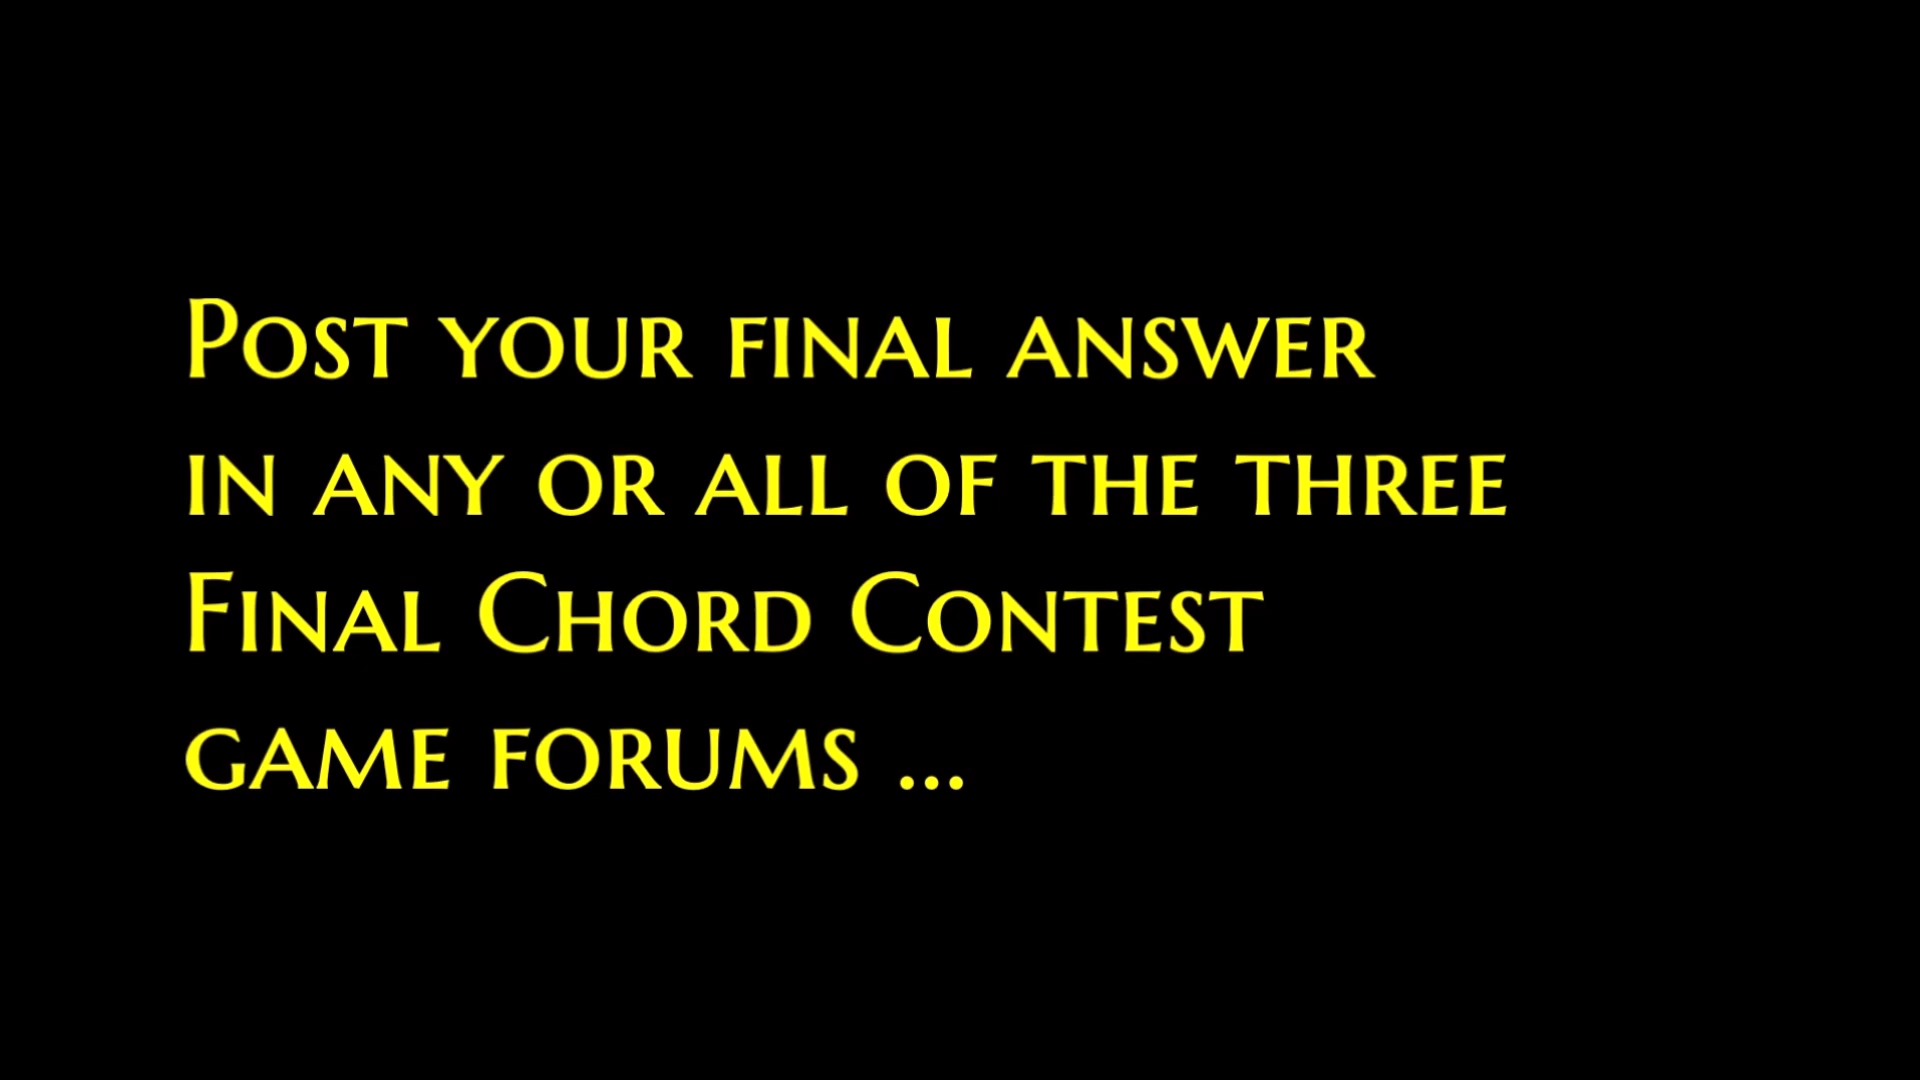 Post your final answer
in any or all of the three
Final Chord Contest
game forums ...